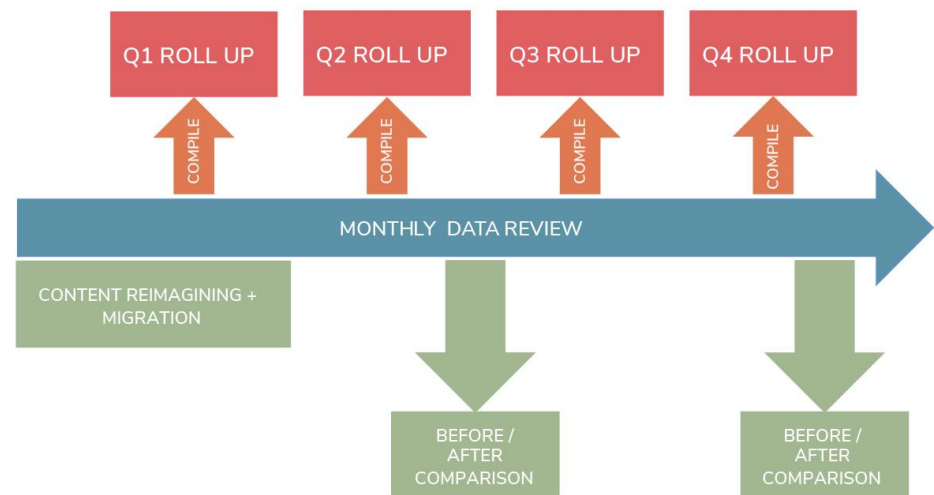 Q1 ROLL UP
Q2 ROLL UP
Q3 ROLL UP
Q4 ROLL UP
COMPILE
COMPILE
COMPILE
COMPILE
MONTHLY DATA REVIEW
CONTENT REIMAGINING +
MIGRATION
BEFORE /
AFTER
COMPARISON
BEFORE /
AFTER
COMPARISON